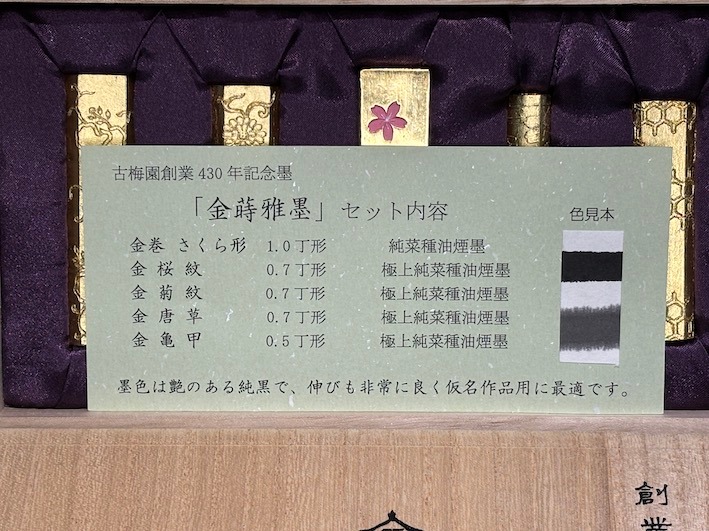 古梅園創業430年記念墨
「金蒔雅墨」セット内容
色見本
金巻 さくら形 1.0丁形 純菜種油煙墨
金桜紋 0.7丁形 極上純菜種油煙墨
金菊紋 0.7丁形 極上純菜種油煙墨
金唐草 0.7丁形 極上純菜種油煙墨
金亀甲 0.5丁形 極上純菜種油煙墨
墨色は艶のある純黒で、伸びも非常に良く仮名作品用に最適です。
創業